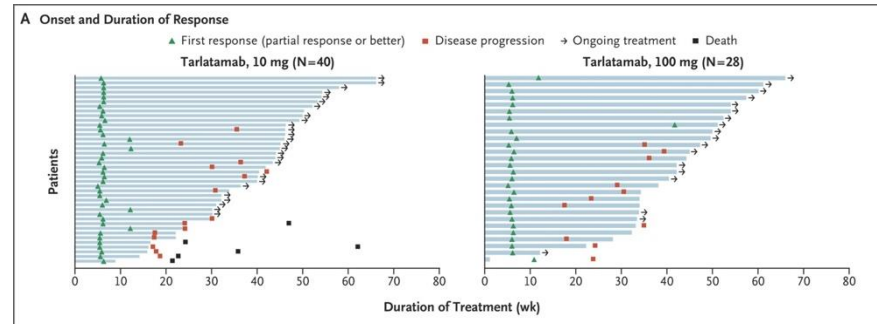 A Onset and Duration of Response
First response (partial response or better) Disease progression Ongoing treatment Death
Tarlatamab, 10 mg (N=40) Tarlatamab, 100 mg (N=28)
Patients
0 10 20 30 40 50 60 70 80 0 10 20 30 40 50 60 70 80
Duration of Treatment (wk)